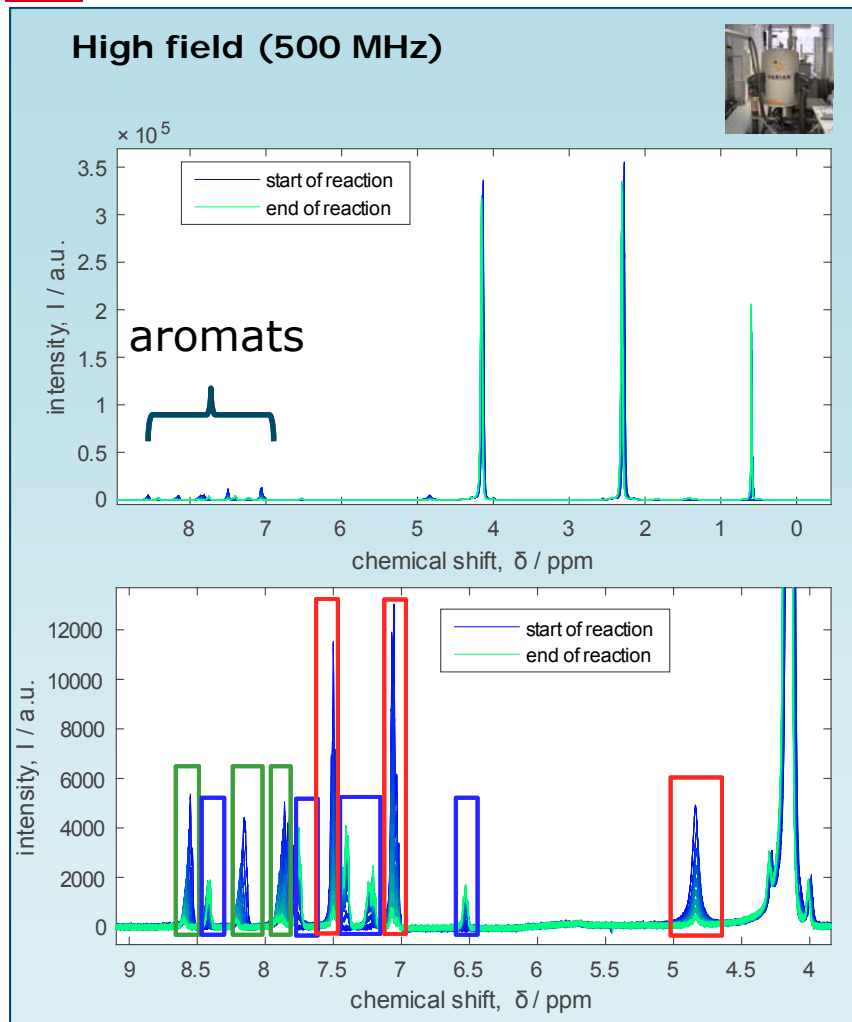 High field (500 MHz)
VARIAN
× 10 5
3.5
3
2.5
2
1.5
1
0.5
0
intensity, I / a.u.
start of reaction
end of reaction
aromats
8 7 6 5 4 3 2 1 0
chemical shift, δ / ppm
12000
10000
8000
6000
4000
2000
0
intensity, I / a.u.
start of reaction
end of reaction
9 8.5 8 7.5 7 6.5 6 5.5 5 4.5 4
chemical shift, δ / ppm